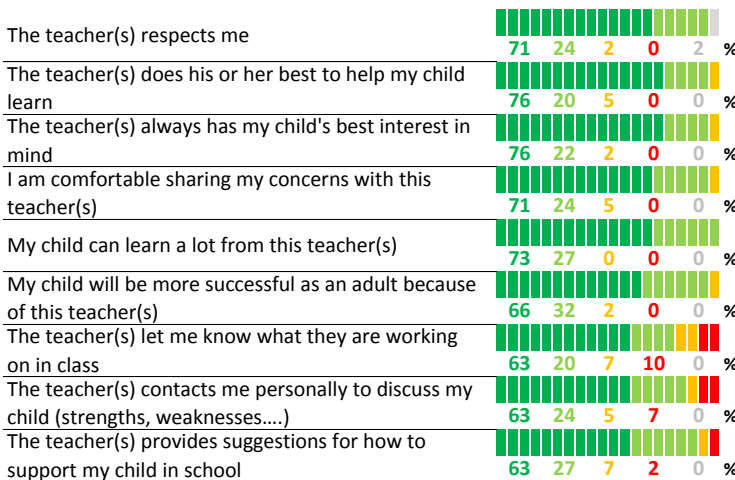 The teacher(s) respects me
71 24 2 0 2 %
The teacher(s) does his or her best to help my child
learn
76 20 5 0 0 %
The teacher(s) always has my child's best interest in
mind
76 22 2 0 0 %
I am comfortable sharing my concerns with this
teacher(s)
71 24 5 0 0 %
My child can learn a lot from this teacher(s)
73 27 0 0 0 %
My child will be more successful as an adult because
of this teacher(s)
66 32 2 0 0 %
The teacher(s) let me know what they are working
on in class
63 20 7 10 0 %
The teacher(s) contacts me personally to discuss my
child (strengths, weaknesses....)
63 24 5 7 0 %
The teacher(s) provides suggestions for how to
support my child in school
63 27 7 2 0 %